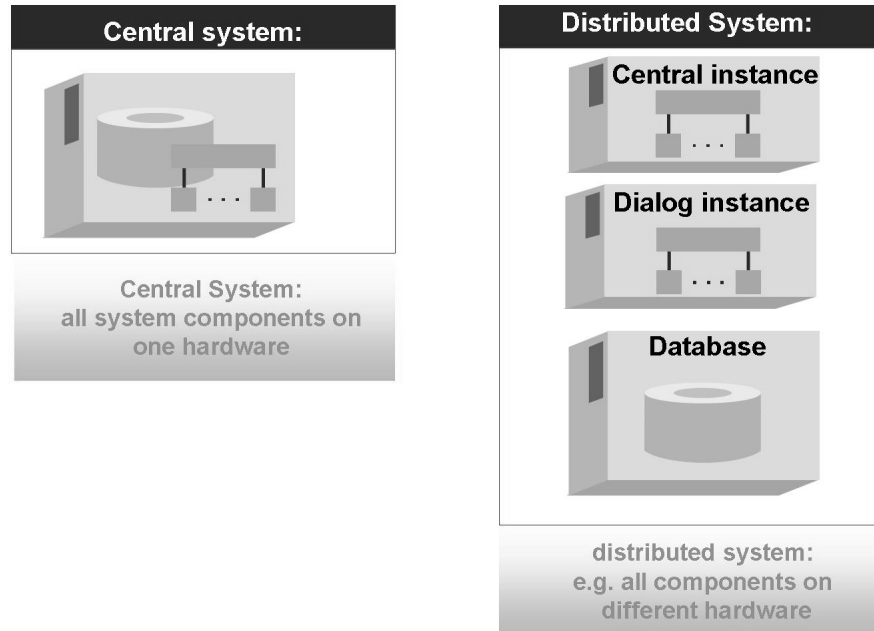 Central system:
Central System:
all system components on
one hardware
Distributed System:
Central instance
. . .
Dialog instance
. . .
Database
distributed system:
e.g. all components on
different hardware